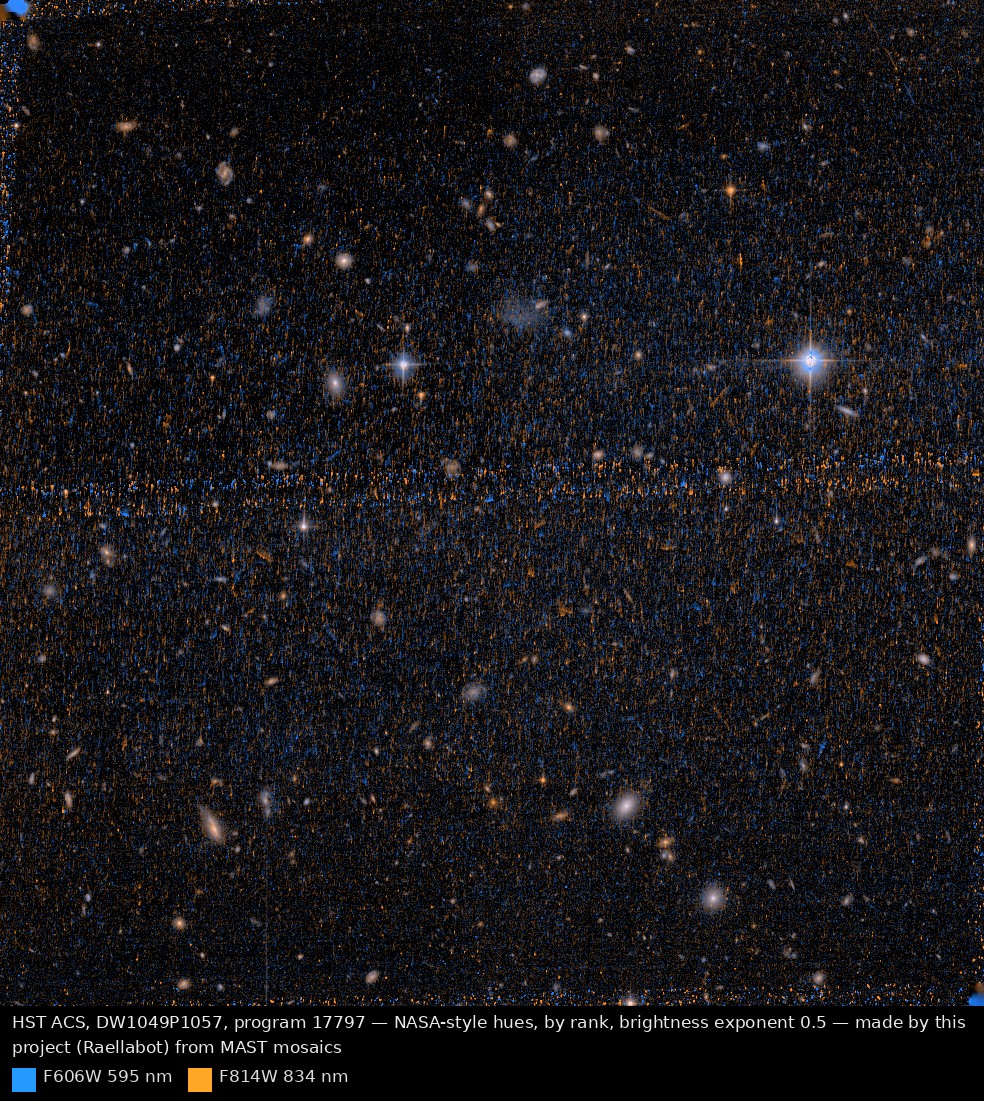 HST ACS, DW1049P1057, program 17797 — NASA-style hues, by rank, brightness exponent 0.5 — made by this
project (Raellabot) from MAST mosaics
F606W 595 nm F814W 834 nm